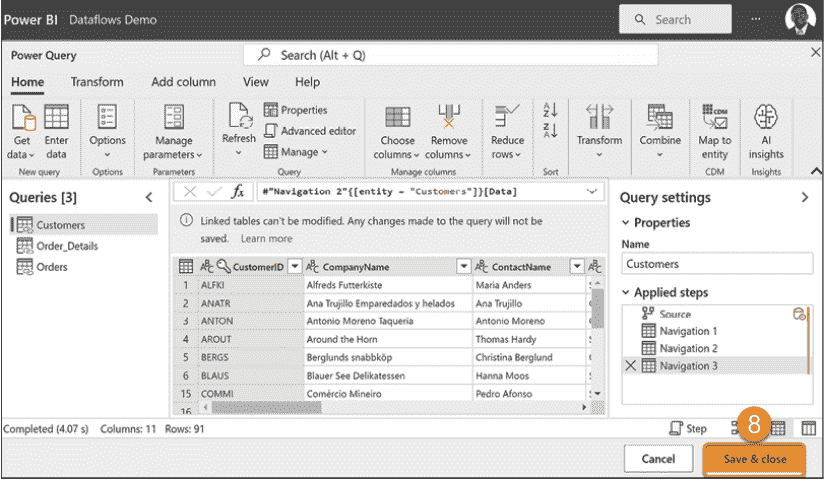 Power BI Dataflows Demo Search ...
Power Query Search (Alt + Q)
Home Transform Add column View Help
Get data Enter data Options Manage parameters Refresh Properties Advanced editor Manage Choose columns Remove columns Reduce rows Transform Combine Map to entity AI insights
New query Options Parameters Query Manage columns Sort CDM Insights
Queries [3]
Customers
Order_Details
Orders
fx #"Navigation 2"{[entity = "Customers"]}[Data]
Linked tables can't be modified. Any changes made to the query will not be
saved. Learn more
CustomerID CompanyName ContactName
1 ALFKI Alfreds Futterkiste Maria Anders
2 ANATR Ana Trujillo Emparedados y helados Ana Trujillo
3 ANTON Antonio Moreno Taqueria Antonio Moreno
4 AROUT Around the Horn Thomas Hardy
5 BERGS Berglunds snabbköp Christina Berglund
6 BLAUS Blauer See Delikatessen Hanna Moos
15 COMMI Comércio Mineiro Pedro Afonso
16
Query settings
Properties
Name
Customers
Applied steps
Source
Navigation 1
Navigation 2
Navigation 3
Completed (4.07 s) Columns: 11 Rows: 91 Step
8
Cancel Save & close